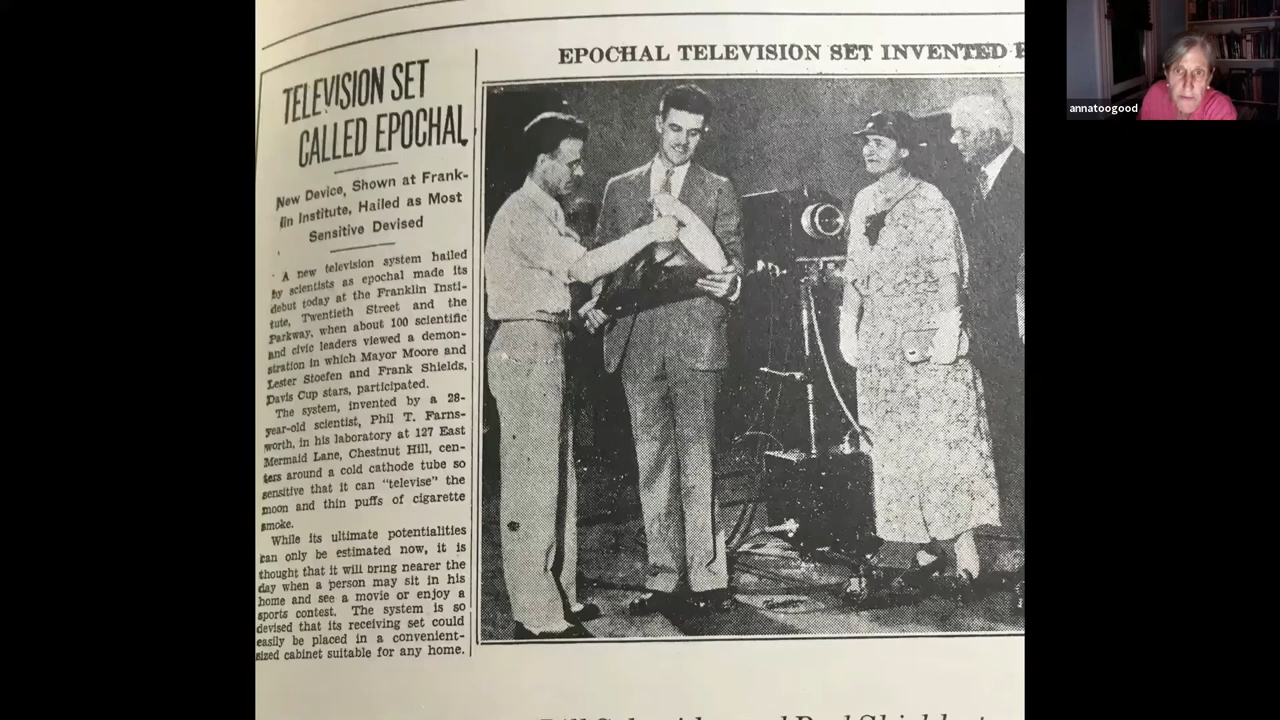 TELEVISION SET
CALLED EPOCHAL
New Device, Shown at Frank-
lin Institute, Hailed as Most
Sensitive Devised
A new television system hailed
by scientists as epochal made its
debut today at the Franklin Insti-
tute, Twentieth Street and the
Parkway, when about 100 scientific
and civic leaders viewed a demon-
stration in which Mayor Moore and
Lester Stoefen and Frank Shields,
Davis Cup stars, participated.
The system, invented by a 28-
year-old scientist, Phil T. Farns-
worth, in his laboratory at 127 East
Mermaid Lane, Chestnut Hill, cen-
ters around a cold cathode tube so
sensitive that it can "televise" the
moon and thin puffs of cigarette
smoke.
While its ultimate potentialities
can only be estimated now, it is
thought that it will bring nearer the
day when a person may sit in his
home and see a movie or enjoy a
sports contest. The system is so
devised that its receiving set could
easily be placed in a convenient-
sized cabinet suitable for any home.
EPOCHAL TELEVISION SET INVENTED
annatoogood